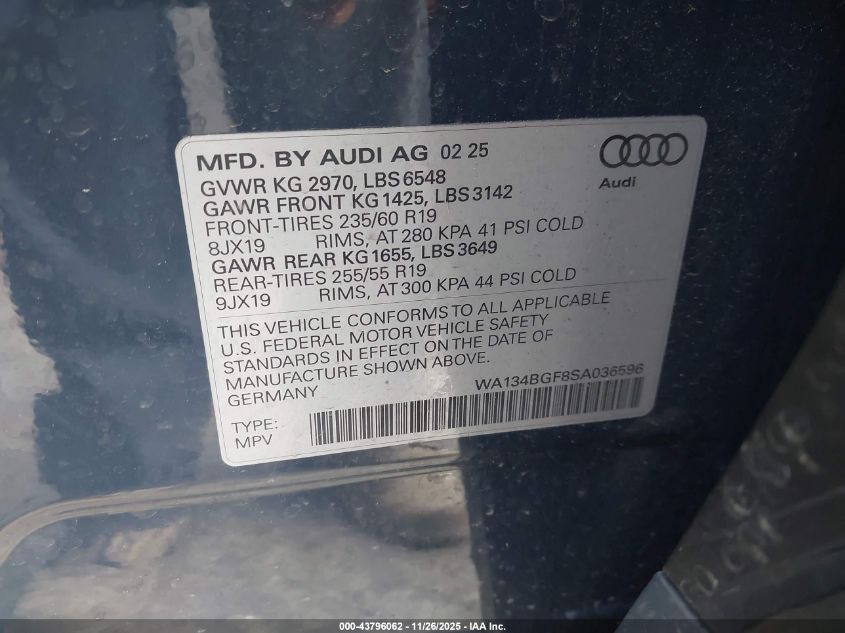 MFD. BY AUDI AG 02 25
Audi
GVWR KG 2970, LBS 6548
GAWR FRONT KG 1425, LBS 3142
FRONT-TIRES 235/60 R19
8JX19 RIMS, AT 280 KPA 41 PSI COLD
GAWR REAR KG 1655, LBS 3649
REAR-TIRES 255/55 R19
9JX19 RIMS, AT 300 KPA 44 PSI COLD
THIS VEHICLE CONFORMS TO ALL APPLICABLE
U.S. FEDERAL MOTOR VEHICLE SAFETY
STANDARDS IN EFFECT ON THE DATE OF
MANUFACTURE SHOWN ABOVE.
GERMANY
WA134BGF8SA036596
TYPE:
MPV
000-43796062 - 11/26/2025 - IAA Inc.